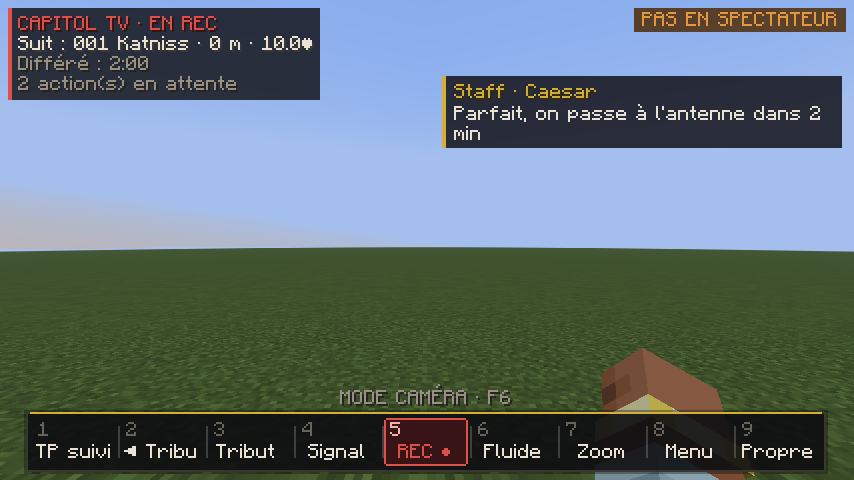 CAPITOL TV · EN REC
Suit : 001 Katniss · 0 m · 10.0♥
Différé : 2:00
2 action(s) en attente
PAS EN SPECTATEUR
Staff · Caesar
Parfait, on passe à l'antenne dans 2
min
MODE CAMÉRA · F6
1 2 3 4 5 6 7 8 9
TP suivi ◄ Tribu Tribut Signal REC ● Fluide Zoom Menu Propre